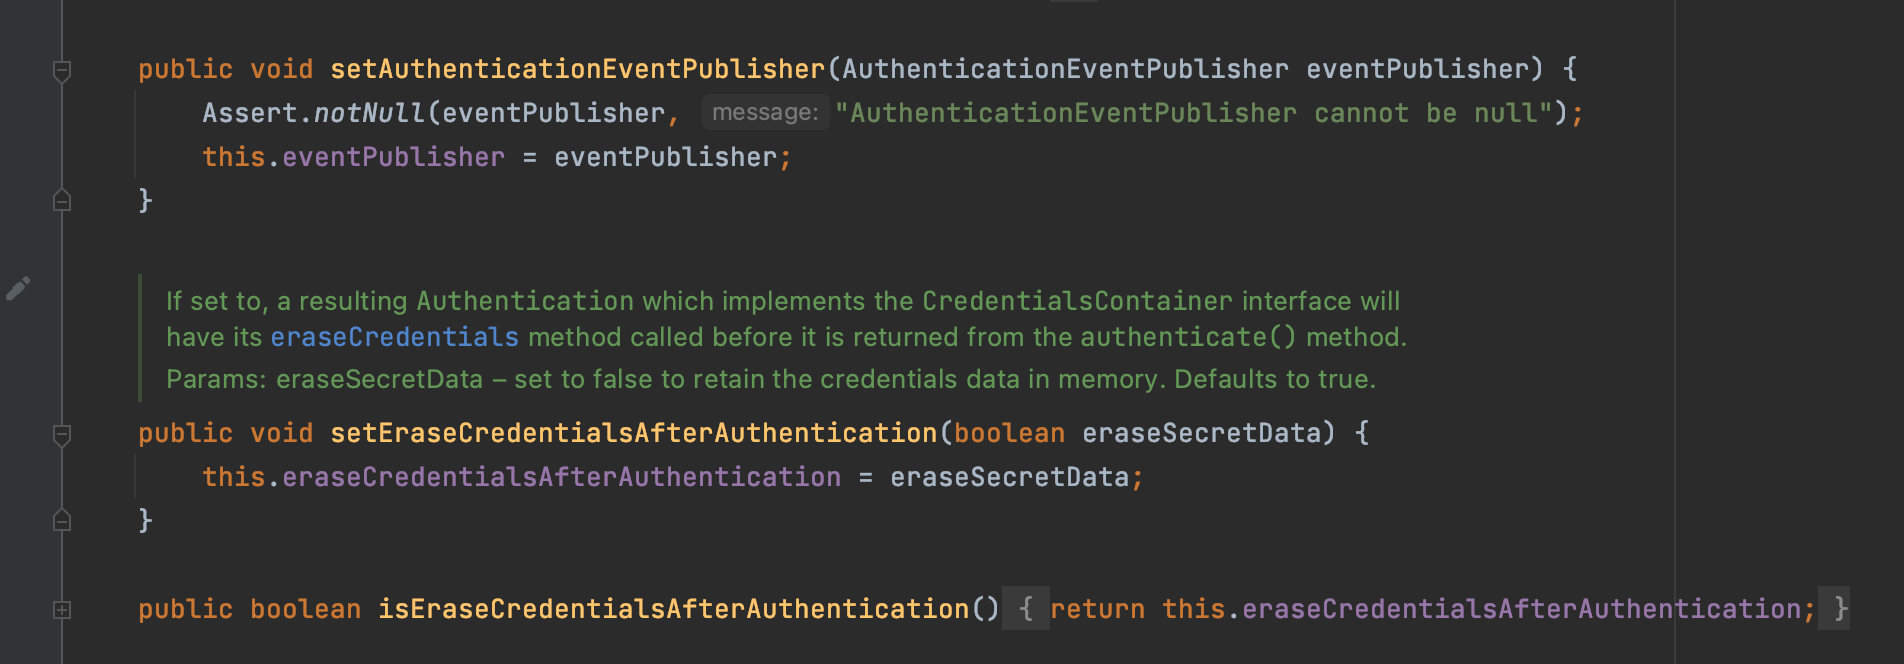 public void setAuthenticationEventPublisher(AuthenticationEventPublisher eventPublisher) {
Assert.notNull(eventPublisher, message: "AuthenticationEventPublisher cannot be null");
this.eventPublisher = eventPublisher;
}
If set to, a resulting Authentication which implements the CredentialsContainer interface will
have its eraseCredentials method called before it is returned from the authenticate() method.
Params: eraseSecretData – set to false to retain the credentials data in memory. Defaults to true.
public void setEraseCredentialsAfterAuthentication(boolean eraseSecretData) {
this.eraseCredentialsAfterAuthentication = eraseSecretData;
}
public boolean isEraseCredentialsAfterAuthentication() { return this.eraseCredentialsAfterAuthentication; }